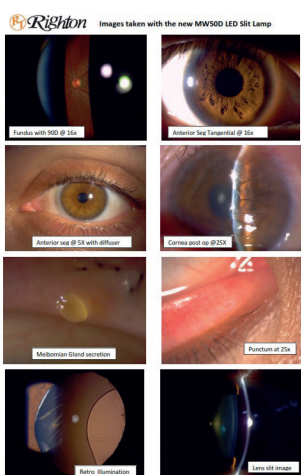 Righton Images taken with the new MW50D LED Slit Lamp
Fundus with 90D @ 16x
Anterior Seg Tangential @ 16x
Anterior seg @ 5X with diffuser
Cornea post op @25X
Meibomian Gland secretion
Punctum at 25x
Retro Illumination
Lens slit image